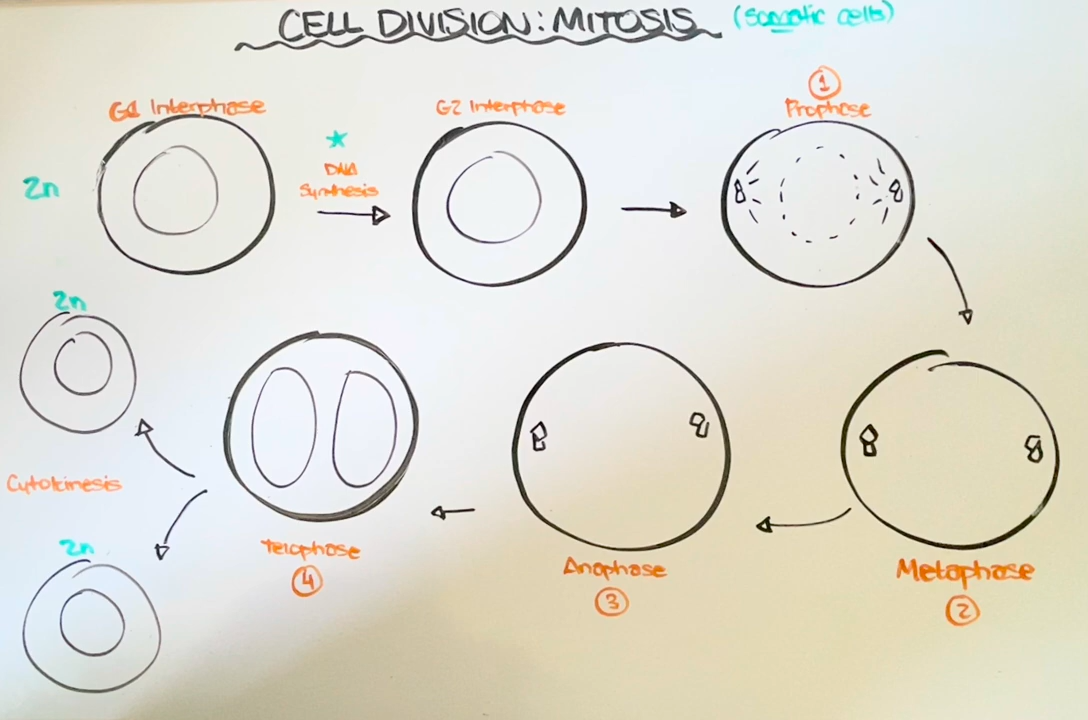 CELL DIVISION: MITOSIS (somatic cells)
G1 Interphase
G2 Interphase
1
Prophase
2n
DNA
Synthesis
2n
Cytokinesis
2n
Telophase
4
Anaphase
3
Metaphase
2